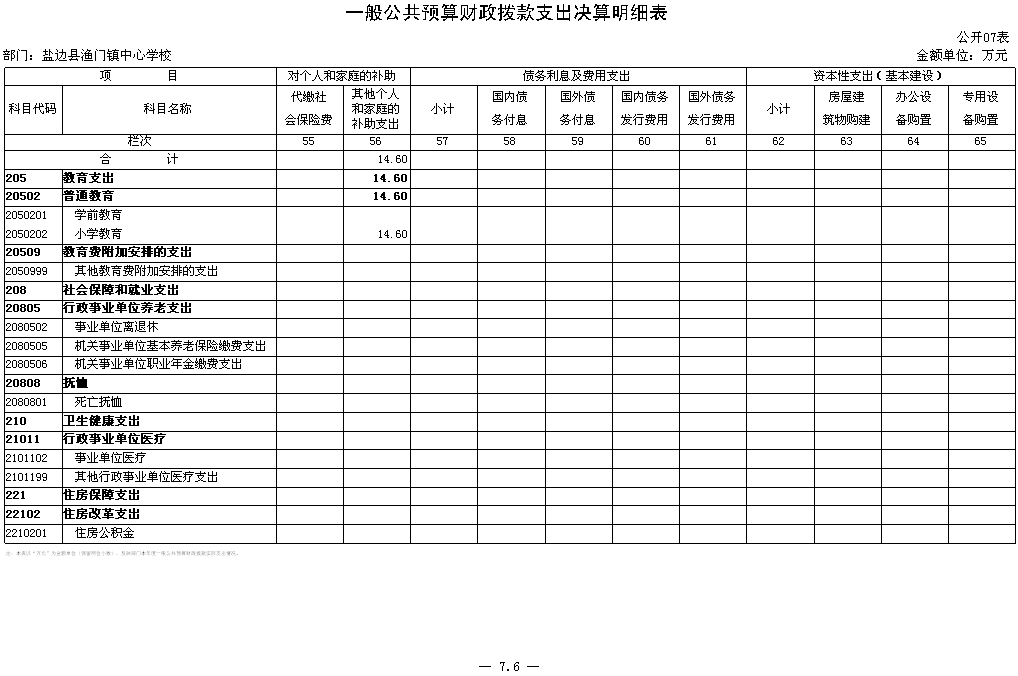 一般公共预算财政拨款支出决算明细表
公开07表
部门：盐边县渔门镇中心学校 金额单位：万元
项 目 对个人和家庭的补助 债务利息及费用支出 资本性支出（基本建设）
科目代码 科目名称 代缴社会保险费 其他个人和家庭的补助支出 小计 国内债务付息 国外债务付息 国内债务发行费用 国外债务发行费用 小计 房屋建筑物购建 办公设备购置 专用设备购置
栏次 55 56 57 58 59 60 61 62 63 64 65
合 计 14.60
205 教育支出 14.60
20502 普通教育 14.60
2050201 学前教育
2050202 小学教育 14.60
20509 教育费附加安排的支出
2050999 其他教育费附加安排的支出
208 社会保障和就业支出
20805 行政事业单位养老支出
2080502 事业单位离退休
2080505 机关事业单位基本养老保险缴费支出
2080506 机关事业单位职业年金缴费支出
20808 抚恤
2080801 死亡抚恤
210 卫生健康支出
21011 行政事业单位医疗
2101102 事业单位医疗
2101199 其他行政事业单位医疗支出
221 住房保障支出
22102 住房改革支出
2210201 住房公积金
— 7.6 —